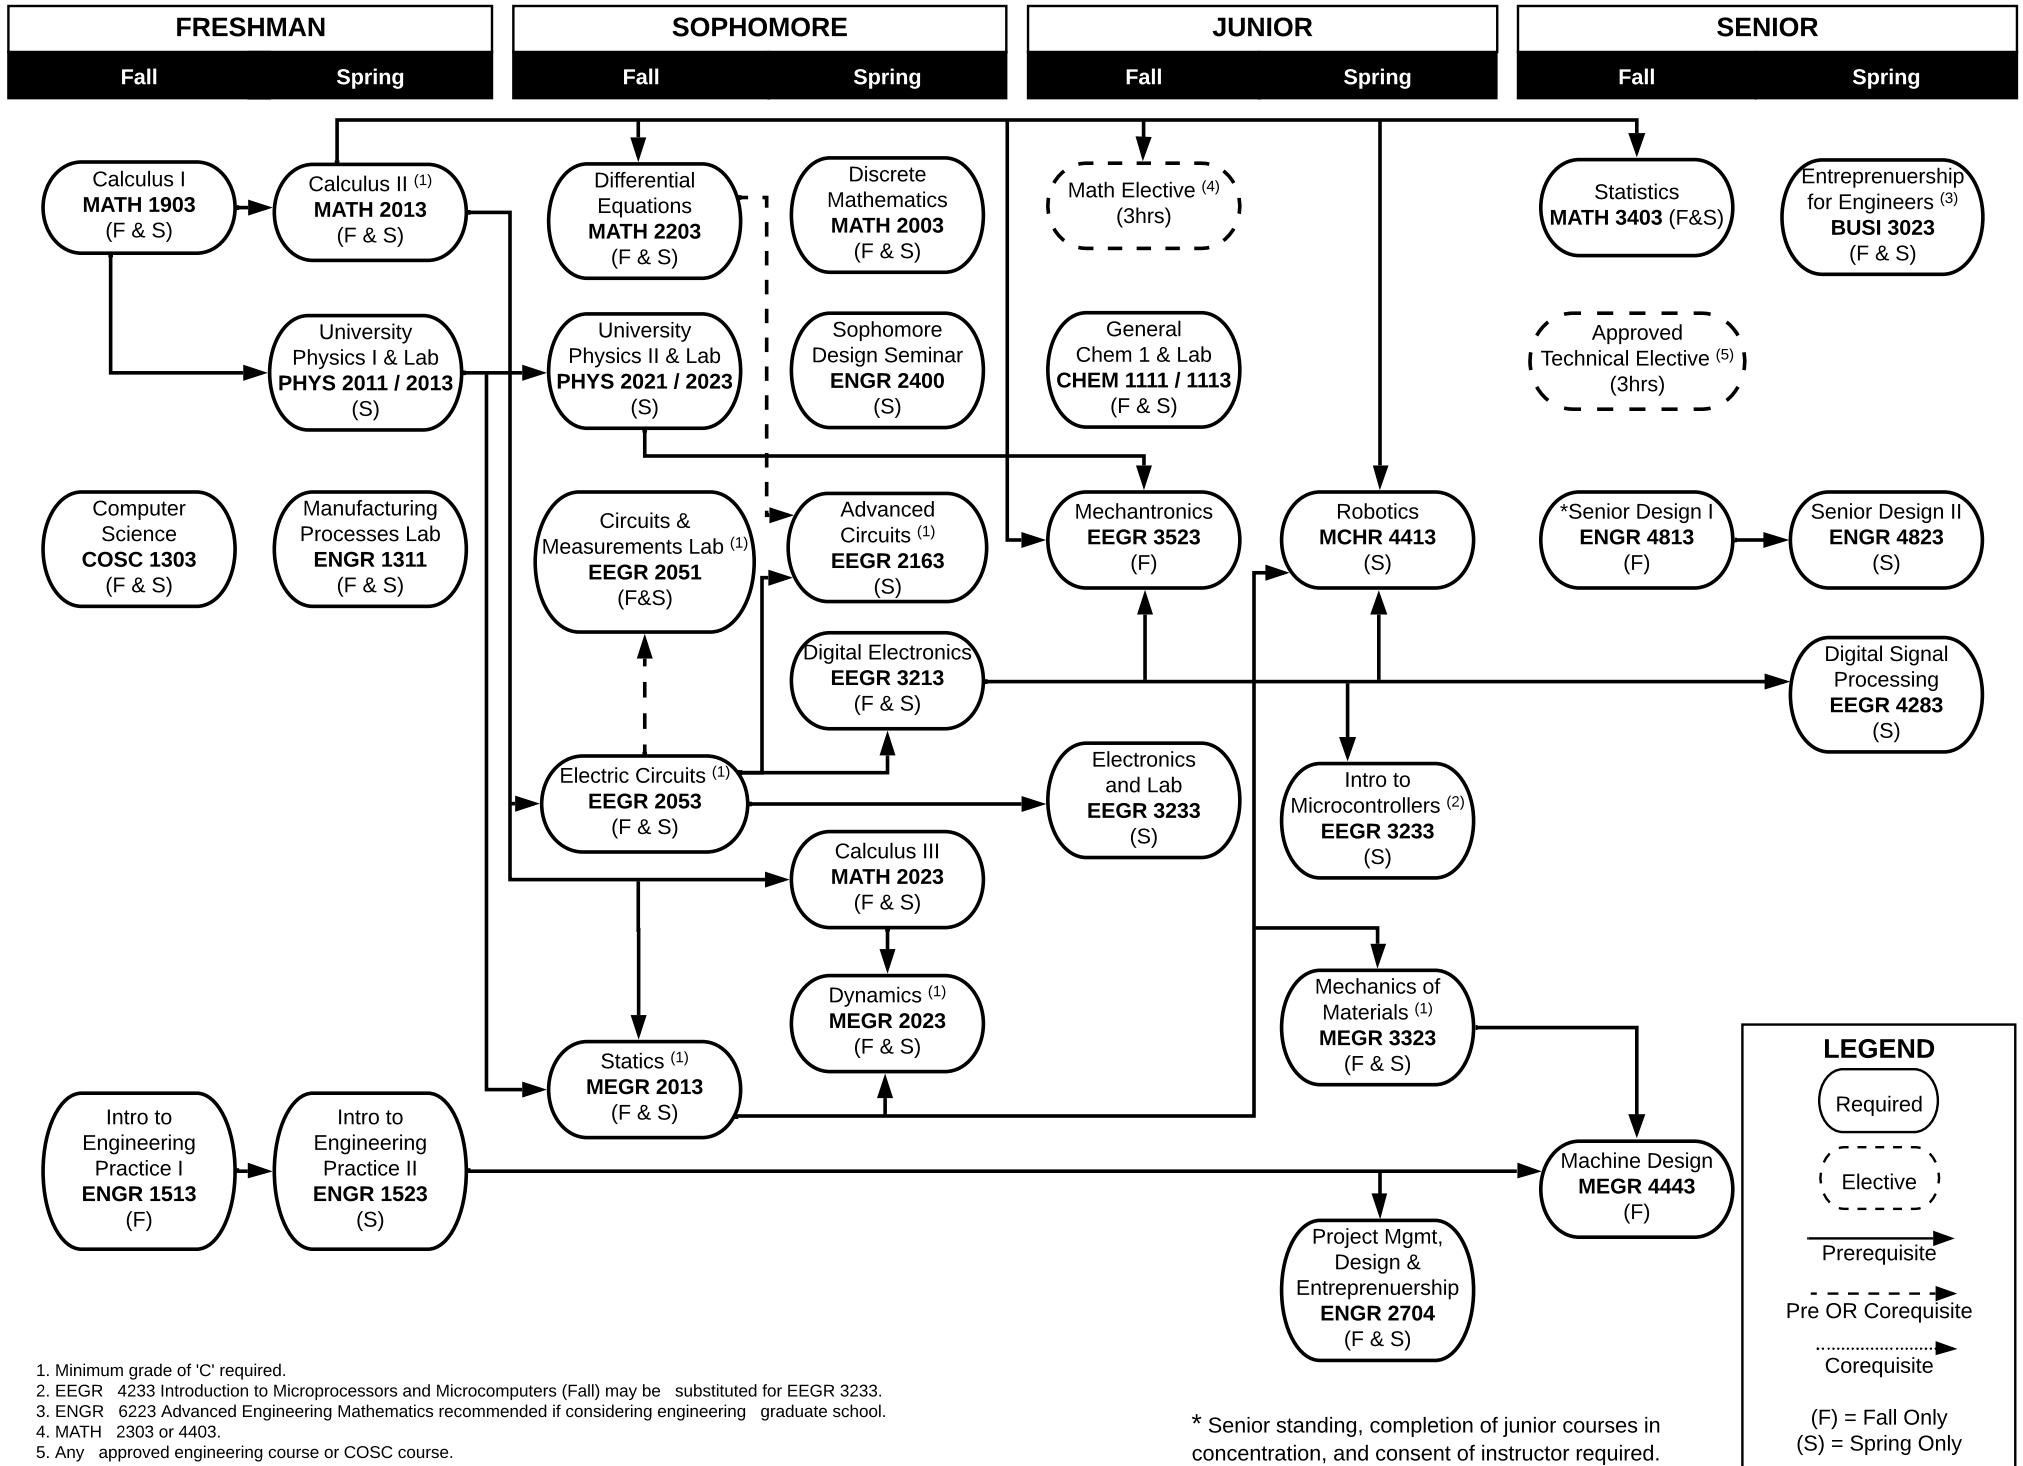 FRESHMAN
SOPHOMORE
JUNIOR
SENIOR
Fall
Spring
Fall
Spring
Fall
Spring
Fall
Spring
Calculus I
MATH 1903
(F & S)
Calculus II (1)
MATH 2013
(F & S)
Differential
Equations
MATH 2203
(F & S)
Discrete
Mathematics
MATH 2003
(F & S)
Math Elective (4)
(3hrs)
Statistics
MATH 3403 (F&S)
Entreprenuership
for Engineers (3)
BUSI 3023
(F & S)
University
Physics I & Lab
PHYS 2011 / 2013
(S)
University
Physics II & Lab
PHYS 2021 / 2023
(S)
Sophomore
Design Seminar
ENGR 2400
(S)
General
Chem 1 & Lab
CHEM 1111 / 1113
(F & S)
Approved
Technical Elective (5)
(3hrs)
Computer
Science
COSC 1303
(F & S)
Manufacturing
Processes Lab
ENGR 1311
(F & S)
Circuits &
Measurements Lab (1)
EEGR 2051
(F&S)
Advanced
Circuits (1)
EEGR 2163
(S)
Mechantronics
EEGR 3523
(F)
Robotics
MCHR 4413
(S)
*Senior Design I
ENGR 4813
(F)
Senior Design II
ENGR 4823
(S)
Digital Electronics
EEGR 3213
(F & S)
Digital Signal
Processing
EEGR 4283
(S)
Electric Circuits (1)
EEGR 2053
(F & S)
Electronics
and Lab
EEGR 3233
(S)
Intro to
Microcontrollers (2)
EEGR 3233
(S)
Calculus III
MATH 2023
(F & S)
Dynamics (1)
MEGR 2023
(F & S)
Mechanics of
Materials (1)
MEGR 3323
(F & S)
Statics (1)
MEGR 2013
(F & S)
Intro to
Engineering
Practice I
ENGR 1513
(F)
Intro to
Engineering
Practice II
ENGR 1523
(S)
Machine Design
MEGR 4443
(F)
Project Mgmt,
Design &
Entreprenuership
ENGR 2704
(F & S)
LEGEND
Required
Elective
Prerequisite
Pre OR Corequisite
Corequisite
(F) = Fall Only
(S) = Spring Only
1. Minimum grade of 'C' required.
2. EEGR 4233 Introduction to Microprocessors and Microcomputers (Fall) may be substituted for EEGR 3233.
3. ENGR 6223 Advanced Engineering Mathematics recommended if considering engineering graduate school.
4. MATH 2303 or 4403.
5. Any approved engineering course or COSC course.
* Senior standing, completion of junior courses in
concentration, and consent of instructor required.